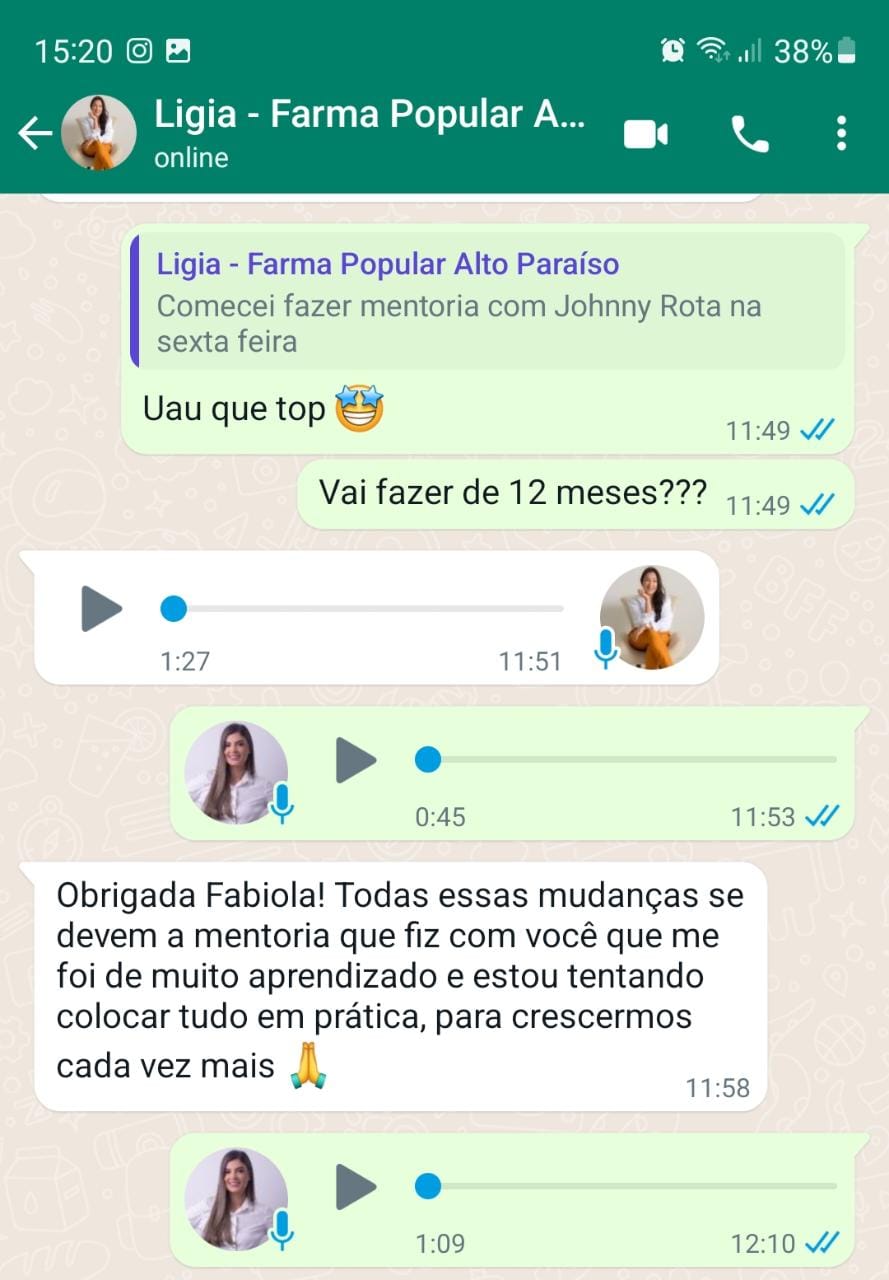 15:20
38%
Ligia - Farma Popular A...
online
Ligia - Farma Popular Alto Paraíso
Comecei fazer mentoria com Johnny Rota na
sexta feira
Uau que top 🤩
11:49
Vai fazer de 12 meses???
11:49
1:27
11:51
0:45
11:53
Obrigada Fabiola! Todas essas mudanças se
devem a mentoria que fiz com você que me
foi de muito aprendizado e estou tentando
colocar tudo em prática, para crescermos
cada vez mais 🙏
11:58
1:09
12:10